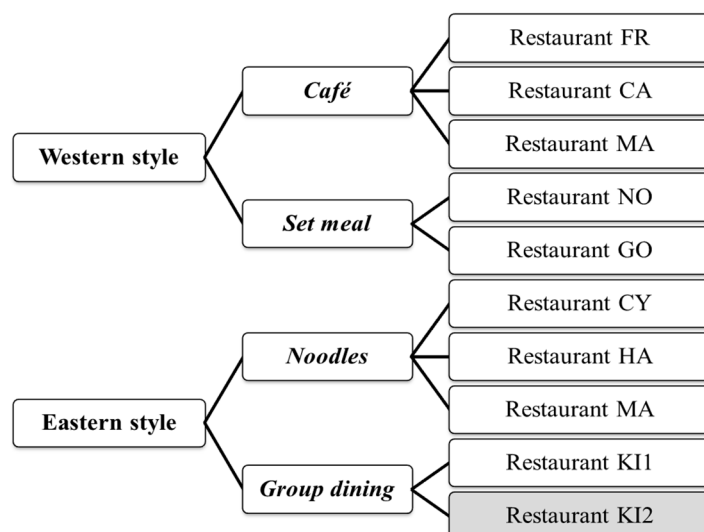 Western style
Café
Restaurant FR
Restaurant CA
Restaurant MA
Set meal
Restaurant NO
Restaurant GO
Eastern style
Noodles
Restaurant CY
Restaurant HA
Restaurant MA
Group dining
Restaurant KI1
Restaurant KI2